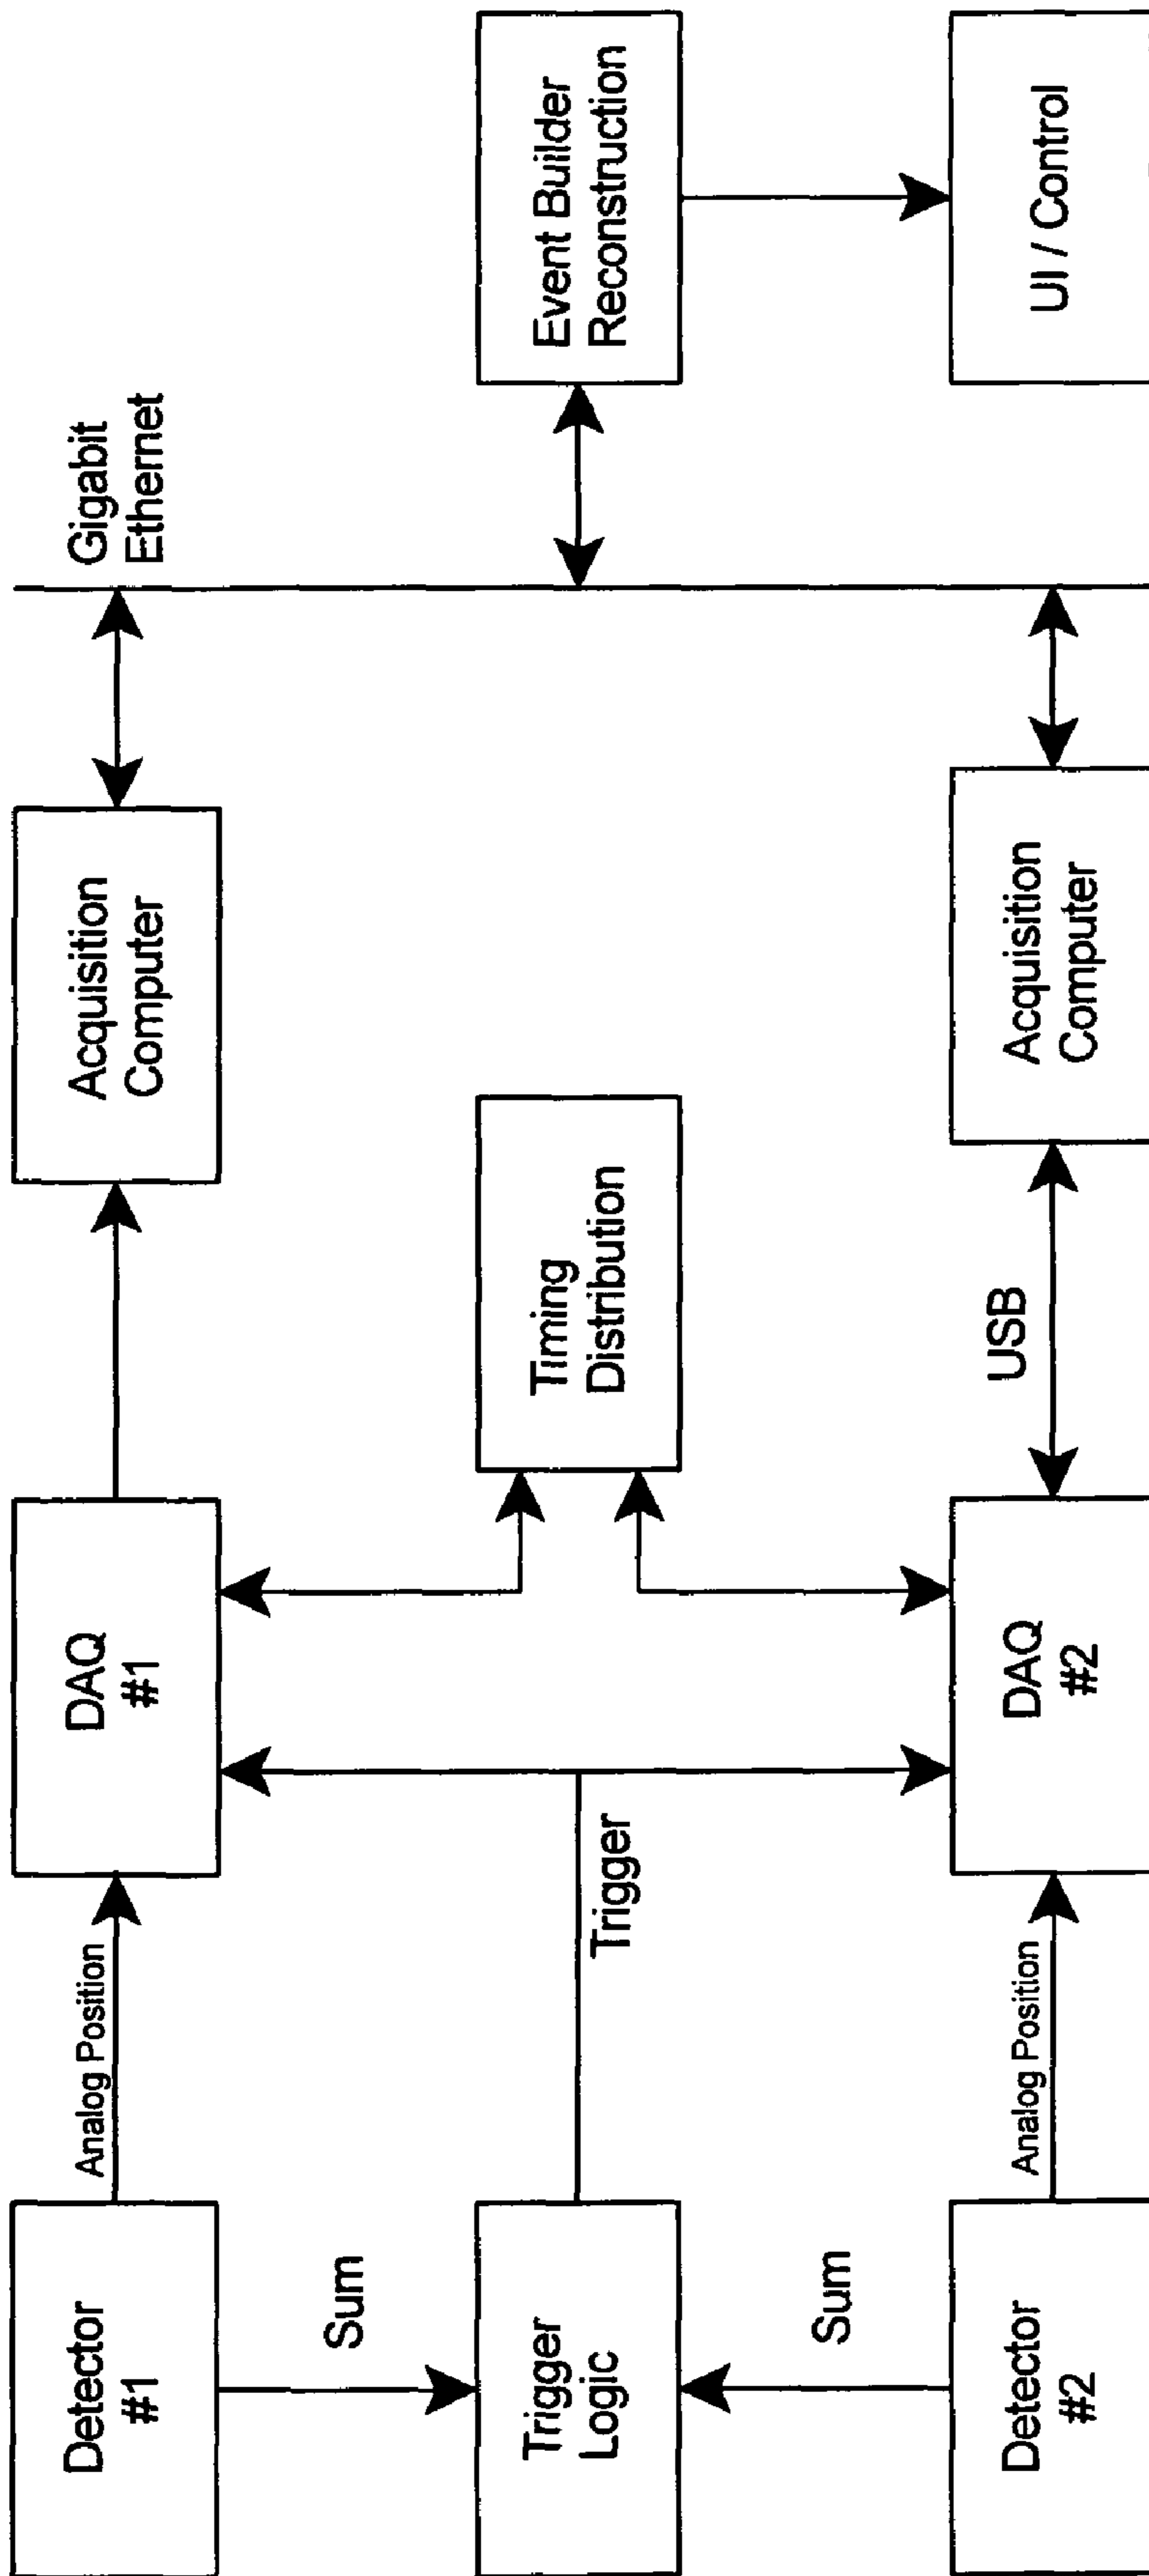 Detector
#1
Analog Position
DAQ
#1
Acquisition
Computer
Gigabit
Ethernet
Sum
Trigger
Logic
Trigger
Timing
Distribution
Event Builder
Reconstruction
Sum
Detector
#2
Analog Position
DAQ
#2
USB
Acquisition
Computer
UI / Control